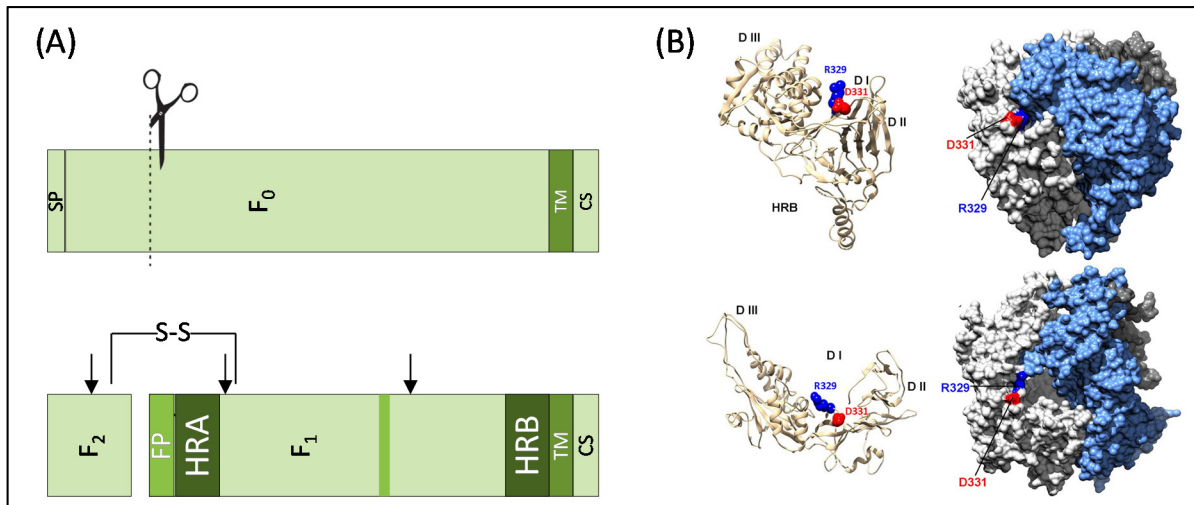 (A)
SP
F0
TM
CS
S-S
F2
FP
HRA
F1
HRB
TM
CS
(B)
D III
R329
D I
D331
D II
HRB
D331
R329
D III
D I
R329
D II
D331
R329
D331